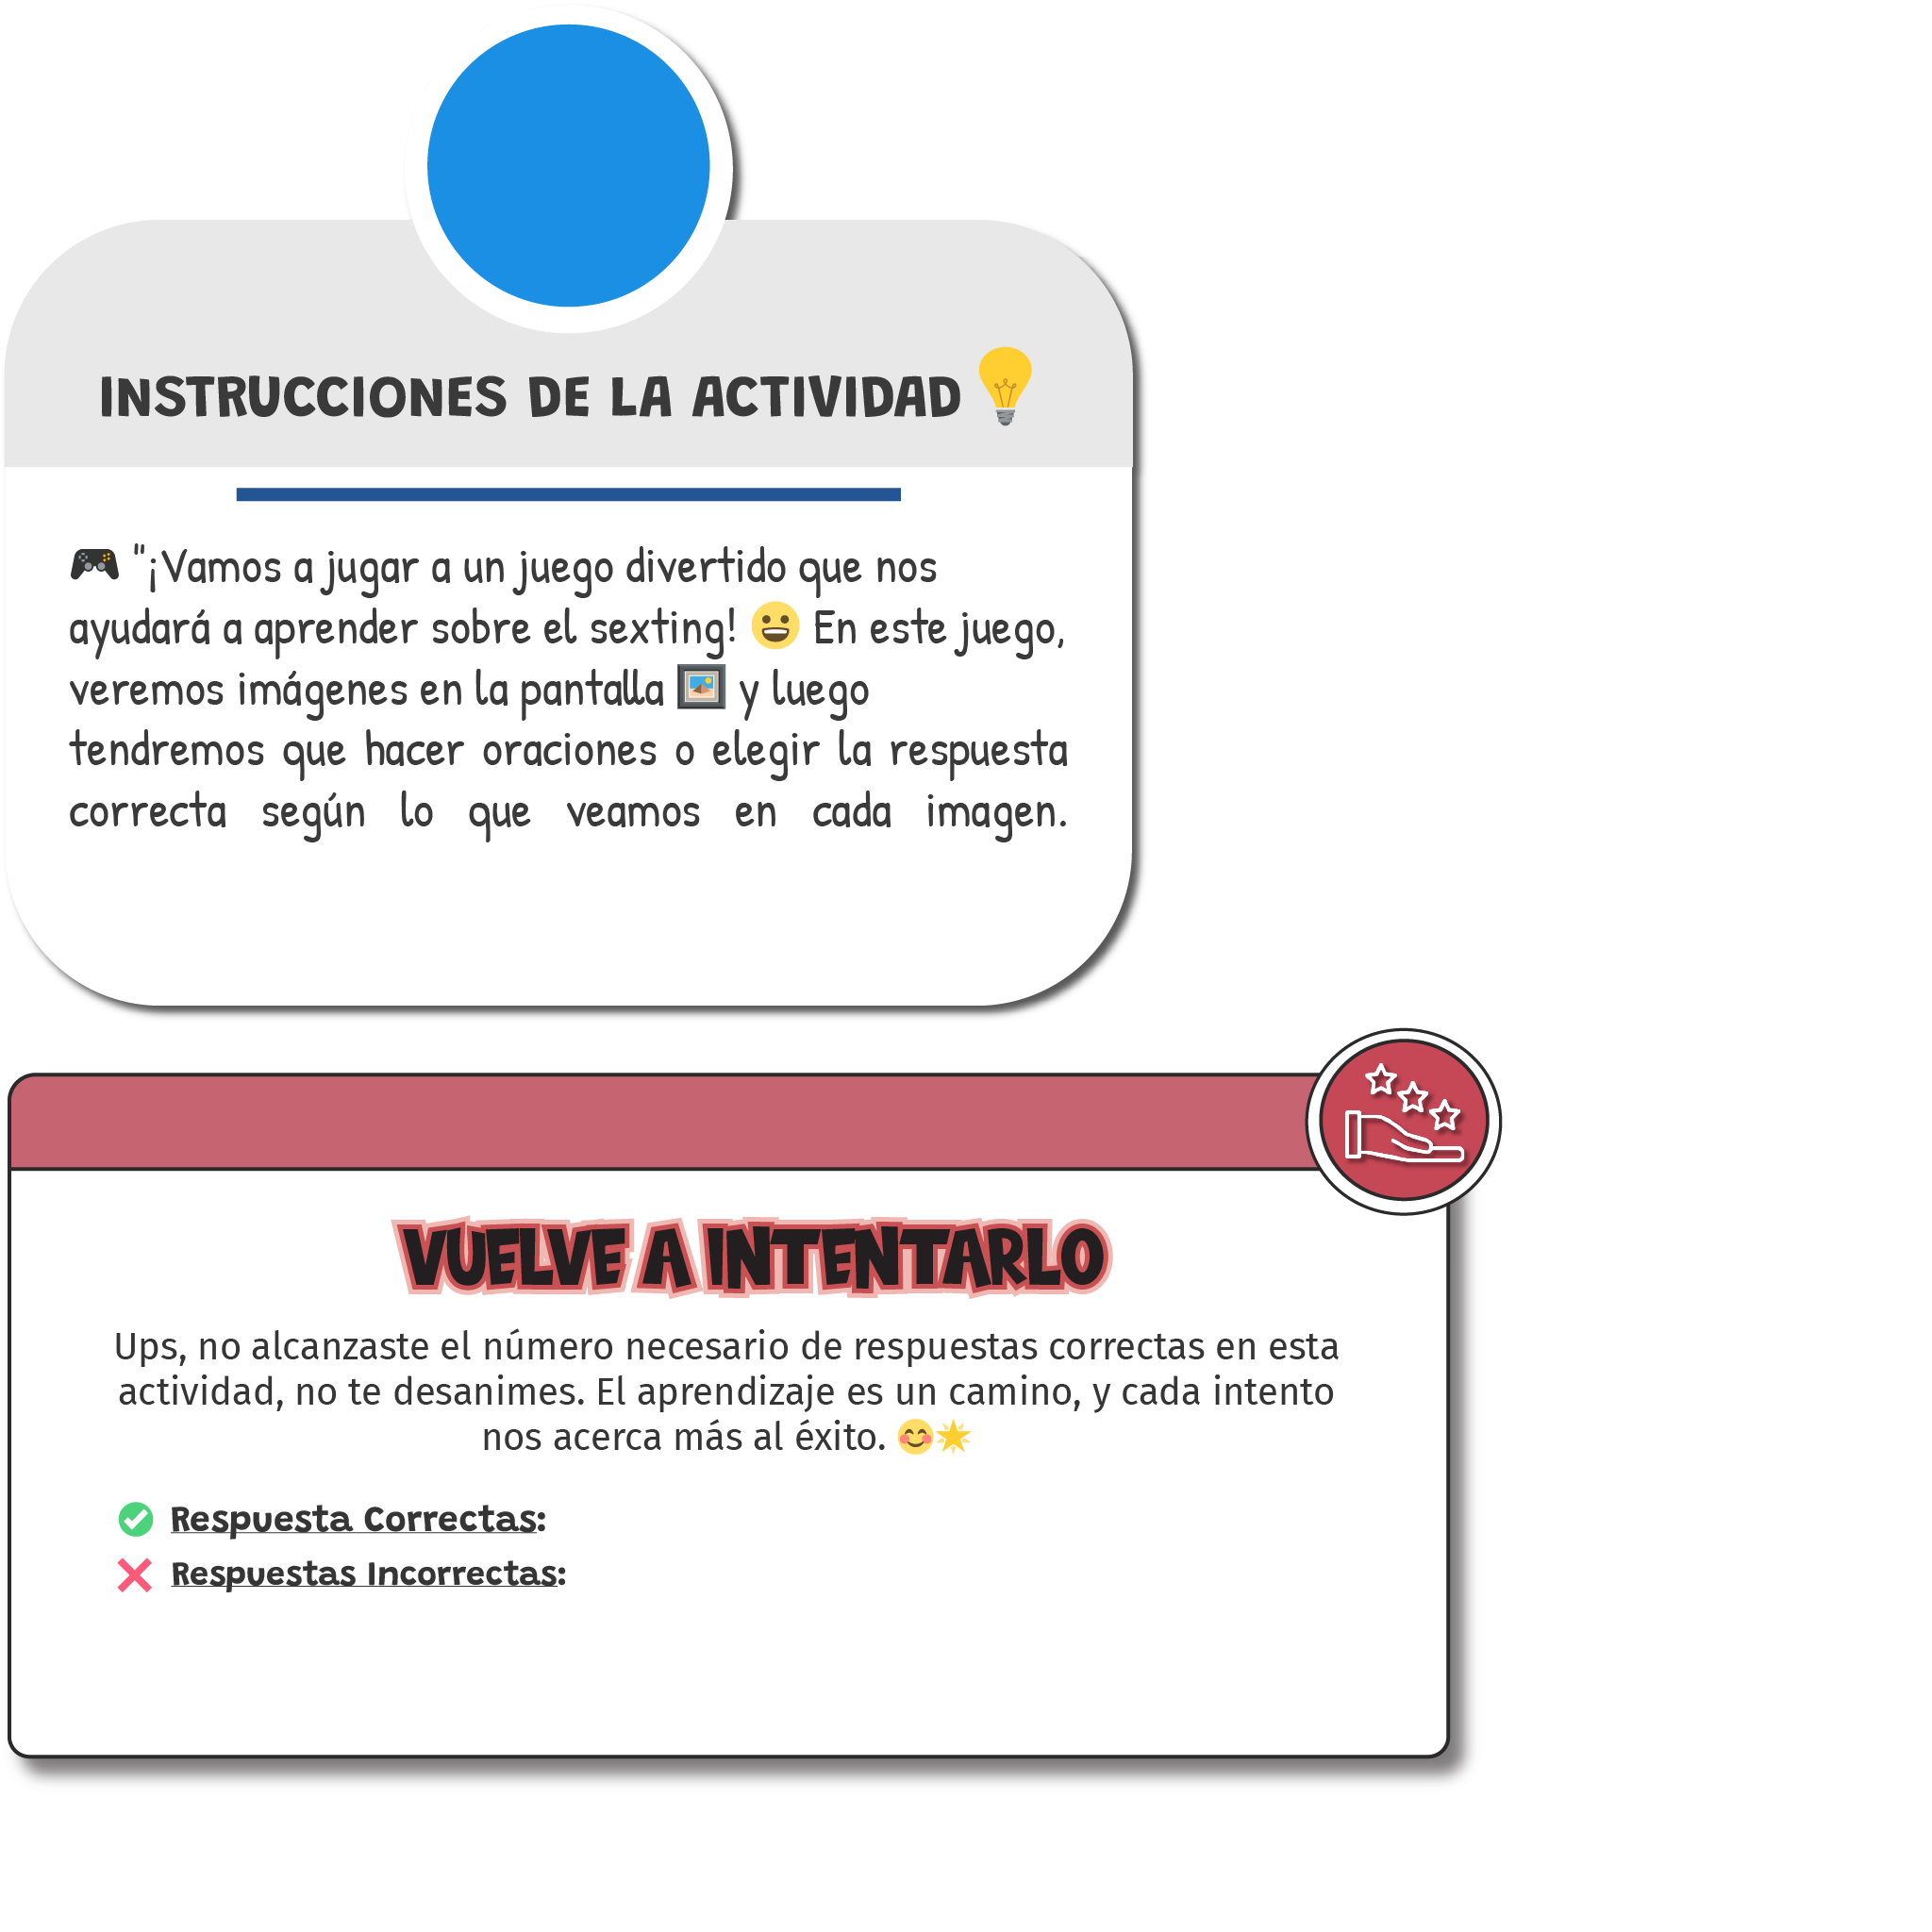 INSTRUCCIONES DE LA ACTIVIDAD
"¡Vamos a jugar a un juego divertido que nos
ayudará a aprender sobre el sexting! 😀 En este juego,
veremos imágenes en la pantalla 🖼️ y luego
tendremos que hacer oraciones o elegir la respuesta
correcta según lo que veamos en cada imagen.
VUELVE A INTENTARLO
Ups, no alcanzaste el número necesario de respuestas correctas en esta
actividad, no te desanimes. El aprendizaje es un camino, y cada intento
nos acerca más al éxito. 😊🌟
Respuesta Correctas:
Respuestas Incorrectas: